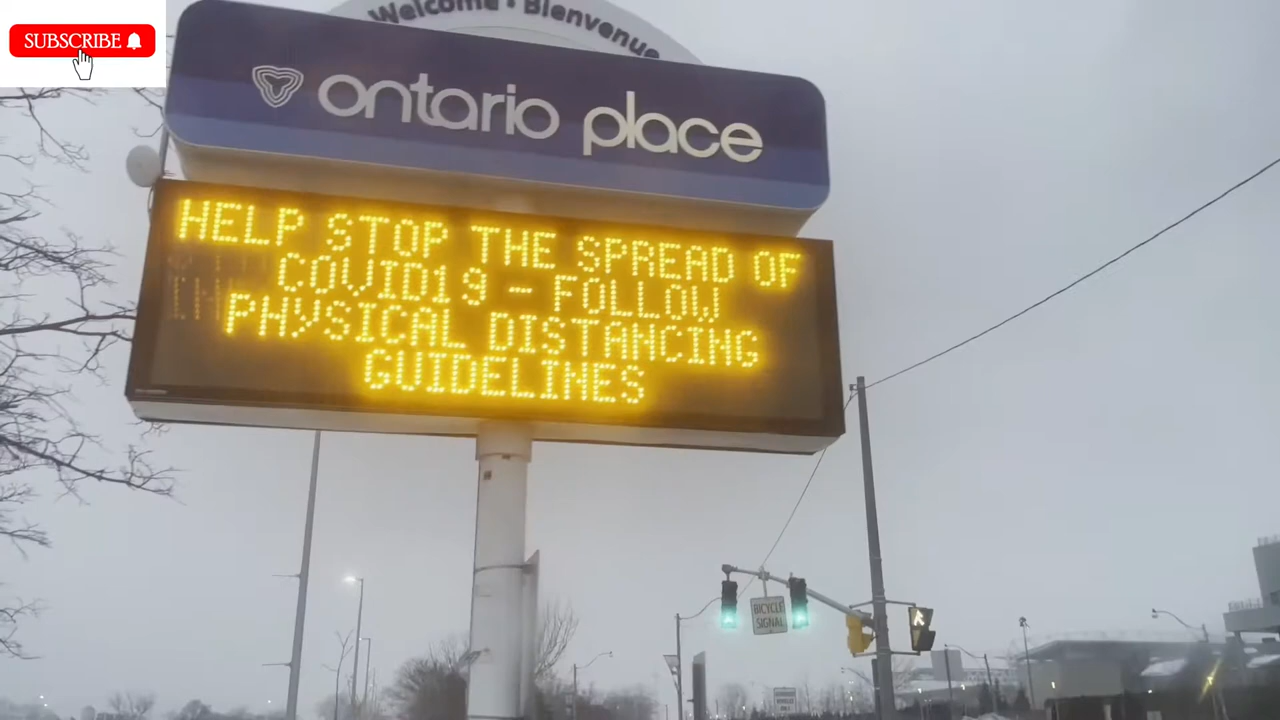 SUBSCRIBE
Welcome • Bienvenue
ontario place
HELP STOP THE SPREAD OF
COVID19 - FOLLOW
PHYSICAL DISTANCING
GUIDELINES
BICYCLE
SIGNAL